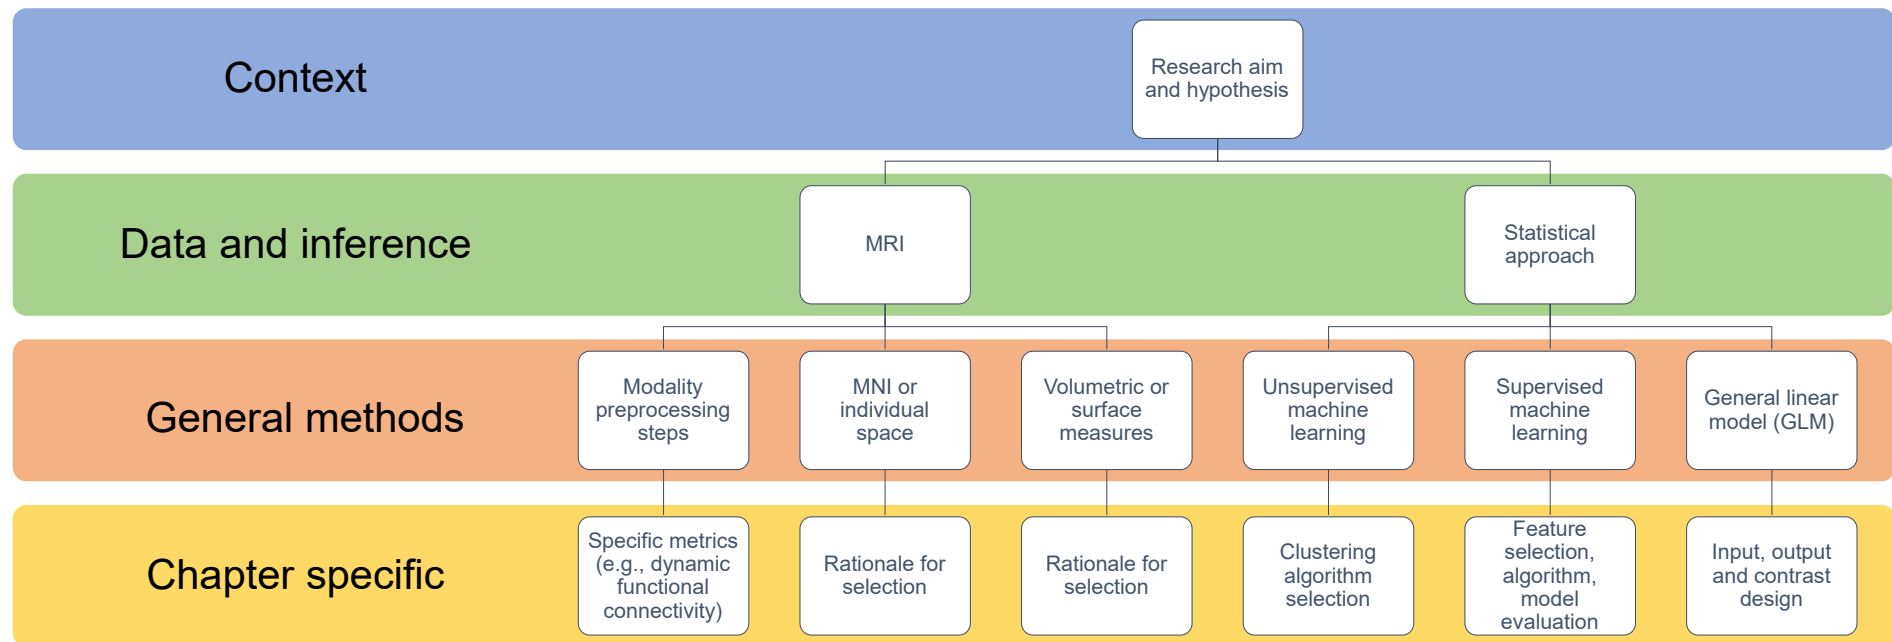 Context
Research aim
and hypothesis
Data and inference
MRI
Statistical
approach
General methods
Modality
preprocessing
steps
MNI or
individual
space
Volumetric or
surface
measures
Unsupervised
machine
learning
Supervised
machine
learning
General linear
model (GLM)
Chapter specific
Specific metrics
(e.g., dynamic
functional
connectivity)
Rationale for
selection
Rationale for
selection
Clustering
algorithm
selection
Feature
selection,
algorithm,
model
evaluation
Input, output
and contrast
design